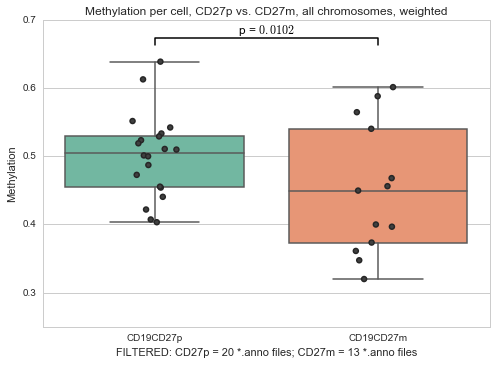 Methylation per cell, CD27p vs. CD27m, all chromosomes, weighted
p = 0.0102
0.7
0.6
0.5
0.4
0.3
Methylation
CD19CD27p
CD19CD27m
FILTERED: CD27p = 20 *.anno files; CD27m = 13 *.anno files